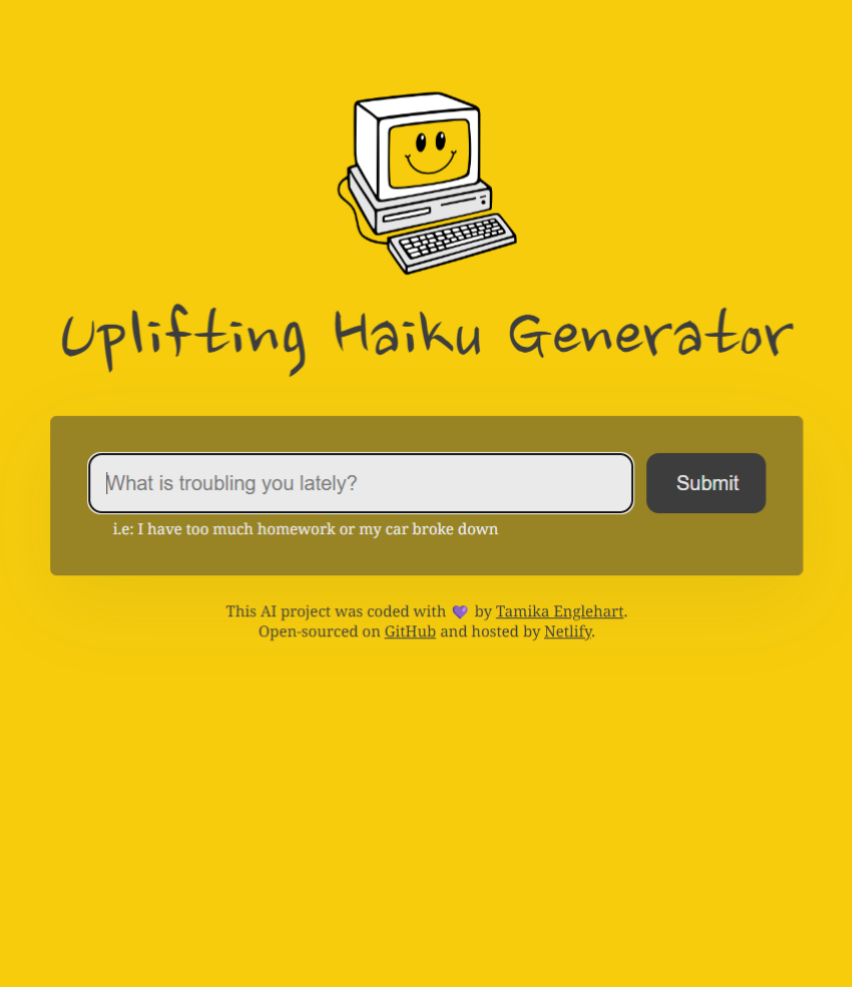 Uplifting Haiku Generator
What is troubling you lately?
Submit
i.e: I have too much homework or my car broke down
This AI project was coded with 💜 by Tamika Englehart.
Open-sourced on GitHub and hosted by Netlify.